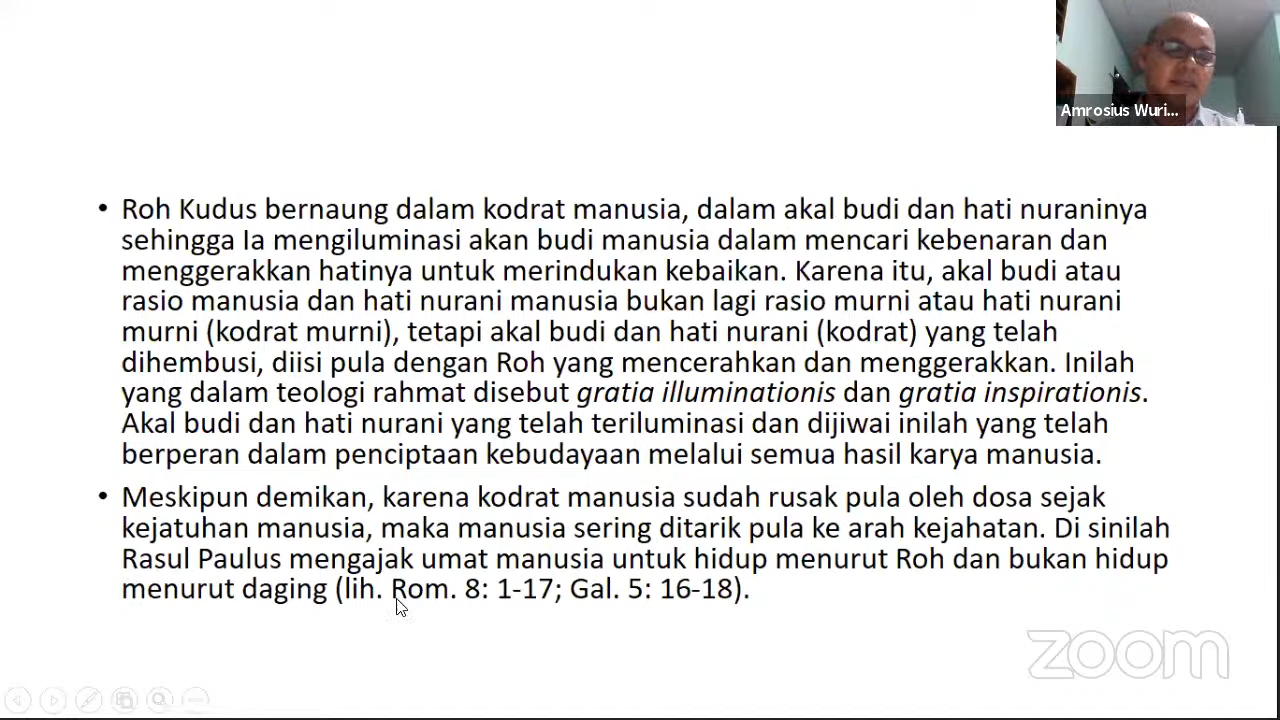 Amrosius Wuri...
• Roh Kudus bernaung dalam kodrat manusia, dalam akal budi dan hati nuraninya
sehingga Ia mengiluminasi akan budi manusia dalam mencari kebenaran dan
menggerakkan hatinya untuk merindukan kebaikan. Karena itu, akal budi atau
rasio manusia dan hati nurani manusia bukan lagi rasio murni atau hati nurani
murni (kodrat murni), tetapi akal budi dan hati nurani (kodrat) yang telah
dihembusi, diisi pula dengan Roh yang mencerahkan dan menggerakkan. Inilah
yang dalam teologi rahmat disebut gratia illuminationis dan gratia inspirationis.
Akal budi dan hati nurani yang telah teriluminasi dan dijiwai inilah yang telah
berperan dalam penciptaan kebudayaan melalui semua hasil karya manusia.
• Meskipun demikan, karena kodrat manusia sudah rusak pula oleh dosa sejak
kejatuhan manusia, maka manusia sering ditarik pula ke arah kejahatan. Di sinilah
Rasul Paulus mengajak umat manusia untuk hidup menurut Roh dan bukan hidup
menurut daging (lih. Rom. 8: 1-17; Gal. 5: 16-18).
zoom